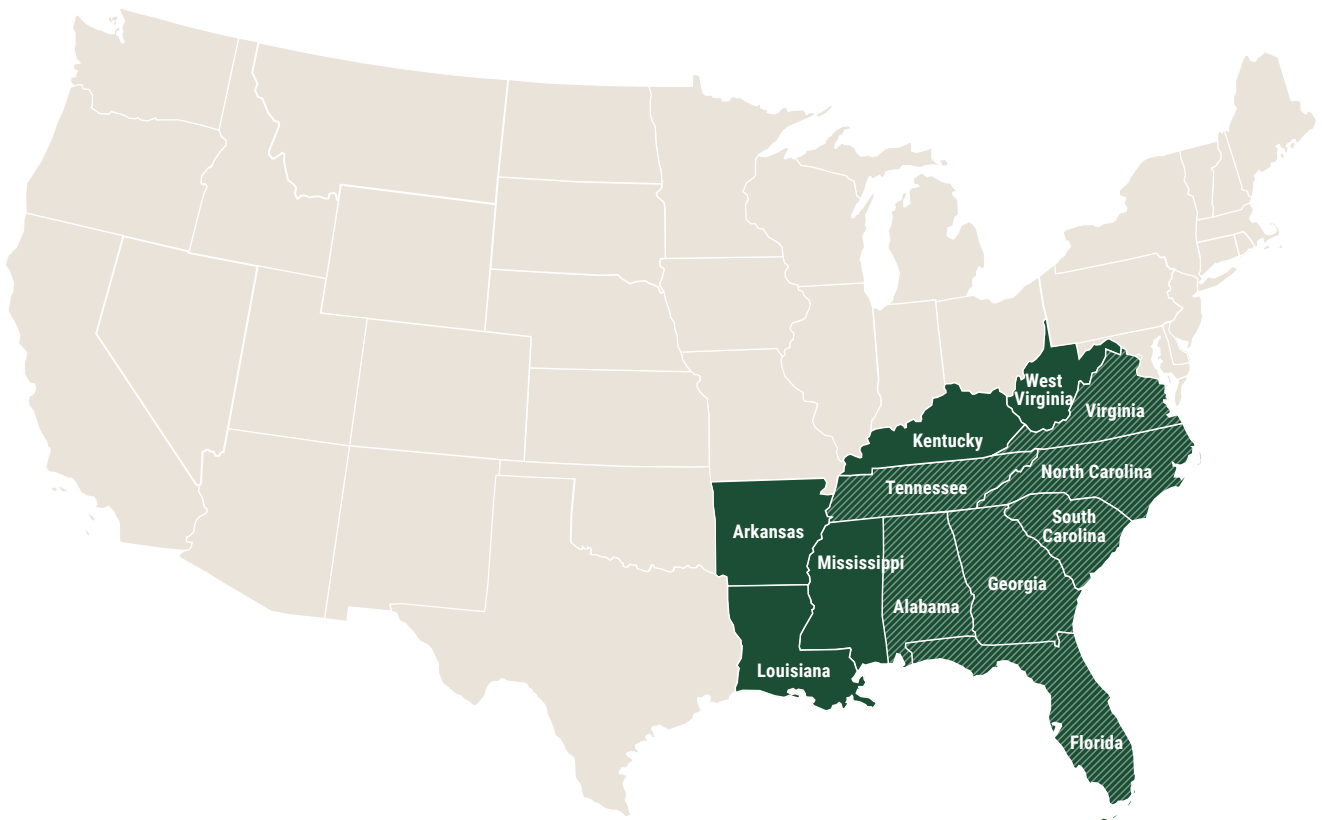 West
Virginia
Virginia
Kentucky
North Carolina
Tennessee
South
Carolina
Arkansas
Mississippi
Georgia
Alabama
Louisiana
Florida